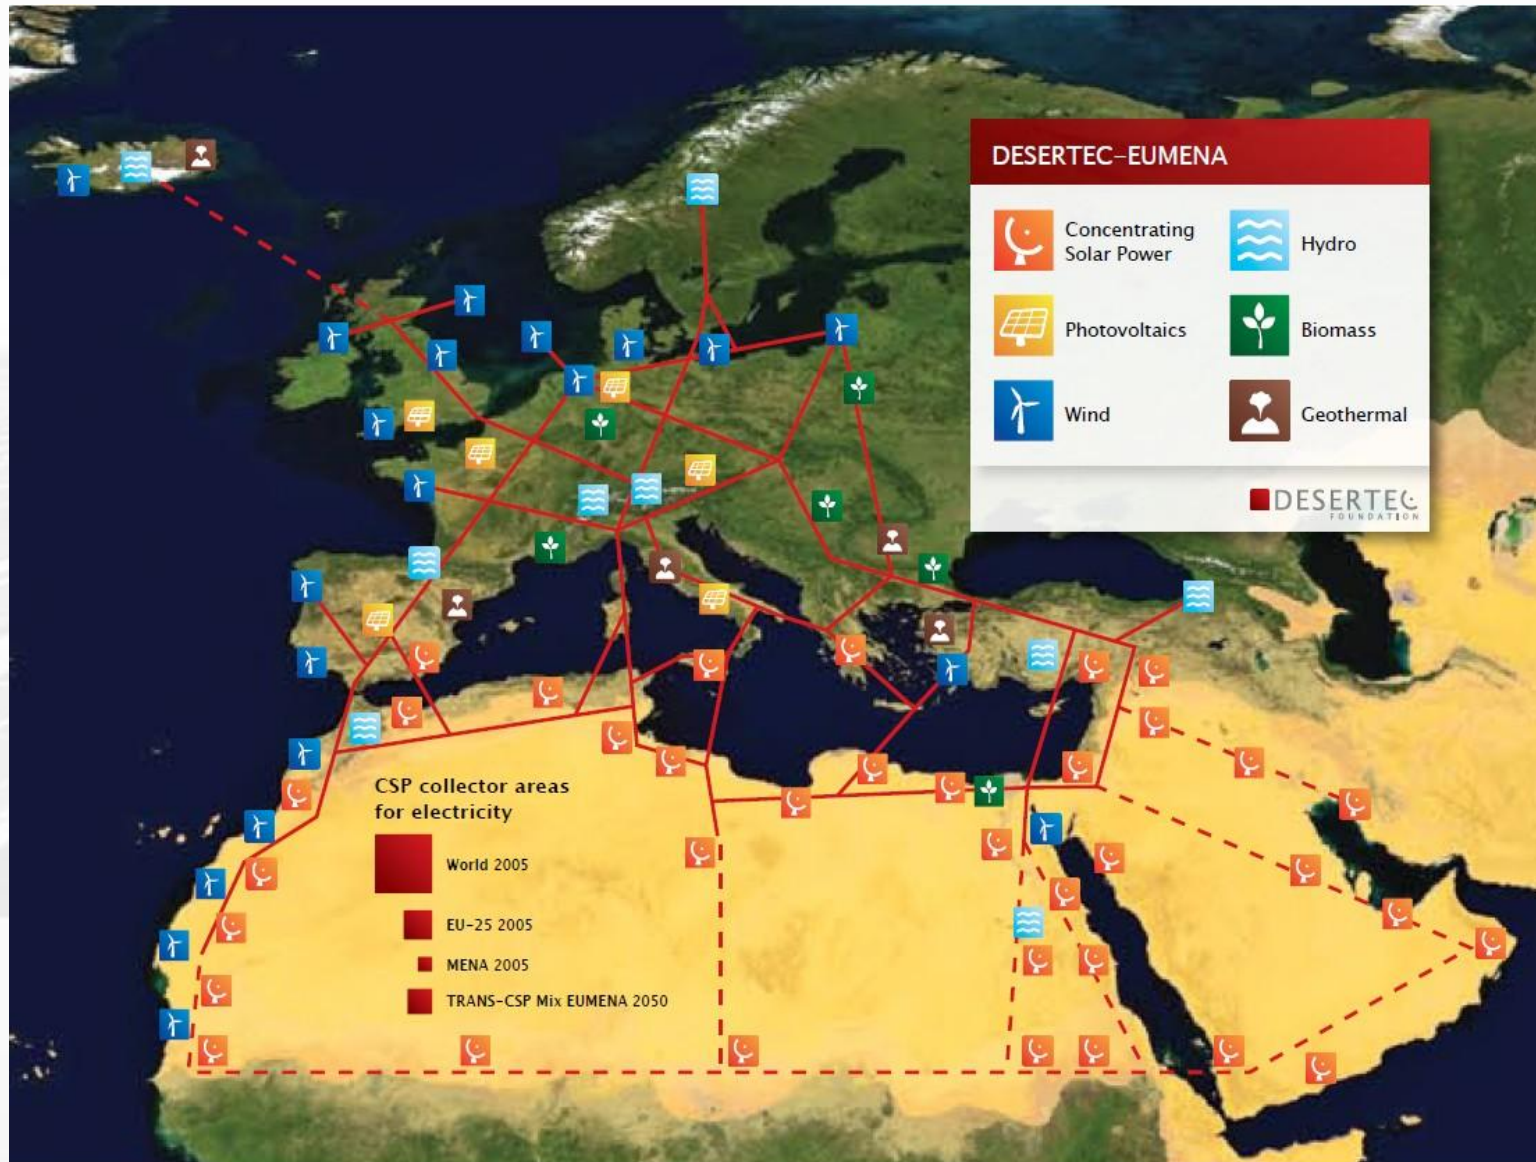 DESERTEC-EUMENA
Concentrating
Solar Power
Hydro
Photovoltaics
Biomass
Wind
Geothermal
DESERTEC
FOUNDATION
CSP collector areas
for electricity
World 2005
EU-25 2005
MENA 2005
TRANS-CSP Mix EUMENA 2050